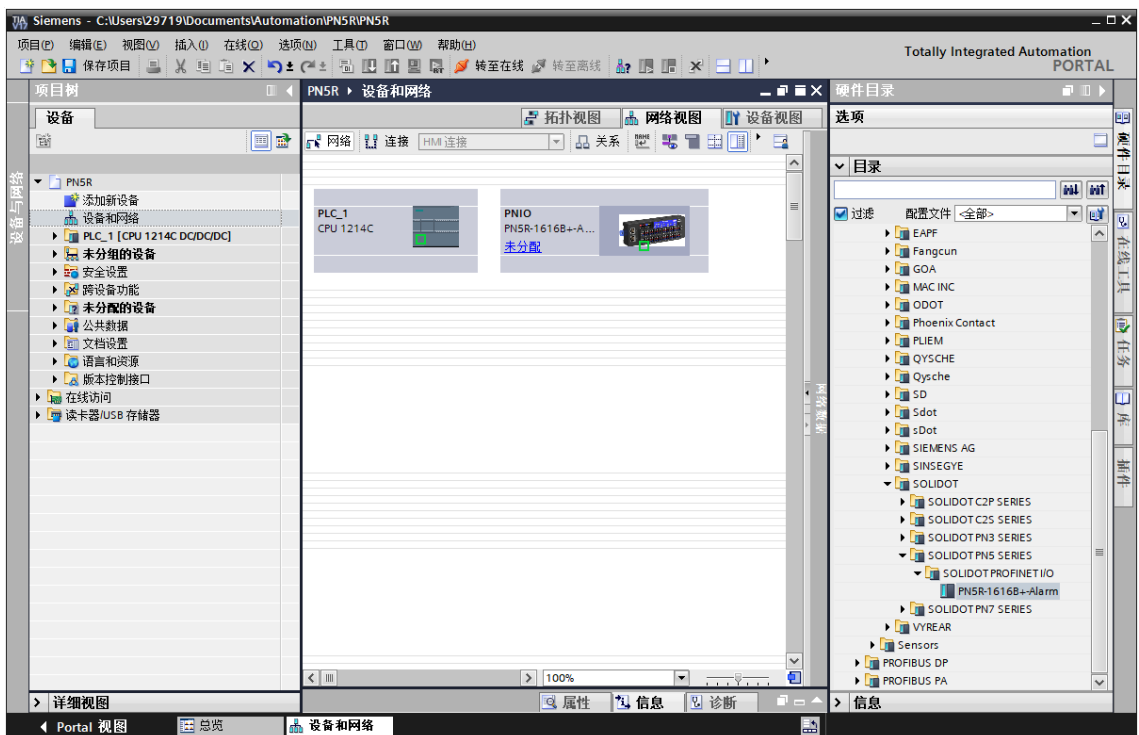 Siemens - C:\Users\29719\Documents\Automation\PN5R\PN5R
项目(P) 编辑(E) 视图(V) 插入(I) 在线(O) 选项(N) 工具(T) 窗口(W) 帮助(H)
Totally Integrated Automation
PORTAL
保存项目 转至在线 转至离线
项目树
设备
PN5R
添加新设备
设备和网络
PLC_1 [CPU 1214C DC/DC/DC]
未分组的设备
安全设置
跨设备功能
未分配的设备
公共数据
文档设置
语言和资源
版本控制接口
在线访问
读卡器/USB 存储器
详细视图
设备与网络
PN5R 设备和网络
拓扑视图 网络视图 设备视图
网络 连接 HMI 连接 关系
PLC_1
CPU 1214C
PNIO
PN5R-1616B+-A...
未分配
网络数据
100%
属性 信息 诊断
硬件目录
选项
目录
过滤 配置文件 <全部>
EAPF
Fangcun
GOA
MAC INC
ODOT
Phoenix Contact
PLIEM
QYSCHE
Qysche
SD
Sdot
sDot
SIEMENS AG
SINSEGYE
SOLIDOT
SOLIDOT C2P SERIES
SOLIDOT C2S SERIES
SOLIDOT PN3 SERIES
SOLIDOT PN5 SERIES
SOLIDOT PROFINET I/O
PN5R-1616B+-Alarm
SOLIDOT PN7 SERIES
VYREAR
Sensors
PROFIBUS DP
PROFIBUS PA
信息
硬件目录
在线工具
任务
库
插件
Portal 视图 总览 设备和网络